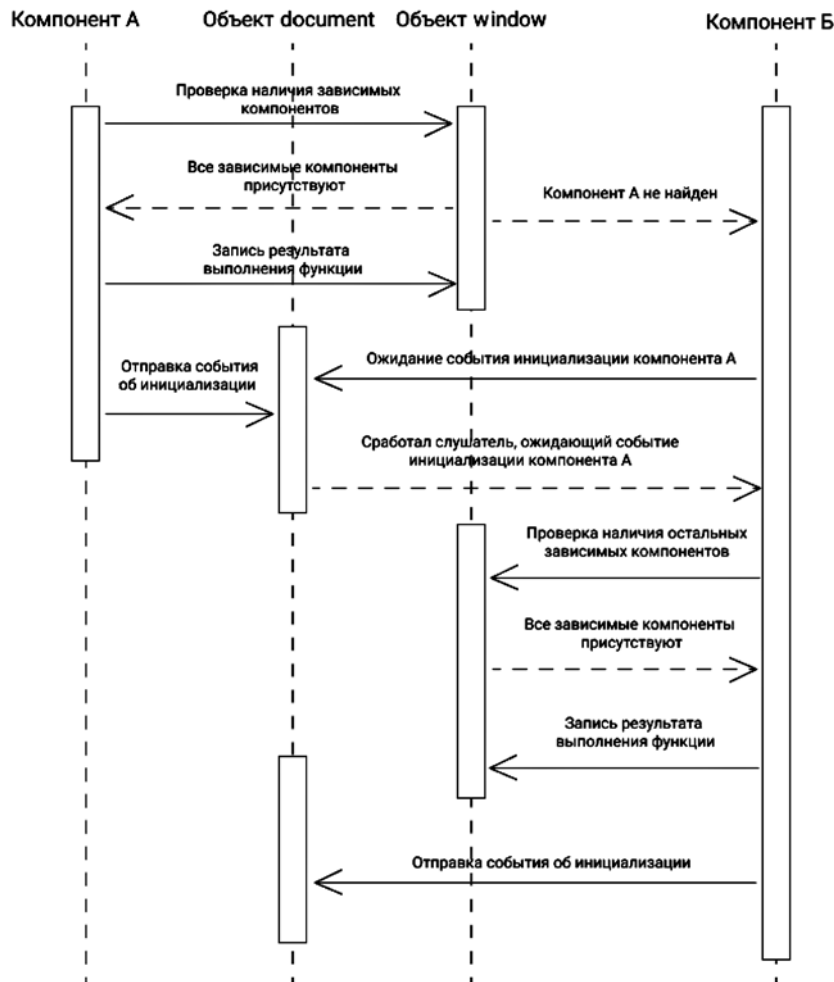 Компонент А
Объект document
Объект window
Компонент Б
Проверка наличия зависимых
компонентов
Все зависимые компоненты
присутствуют
Компонент А не найден
Запись результата
выполнения функции
Ожидание события инициализации компонента А
Отправка события
об инициализации
Сработал слушатель, ожидающий событие
инициализации компонента А
Проверка наличия остальных
зависимых компонентов
Все зависимые компоненты
присутствуют
Запись результата
выполнения функции
Отправка события об инициализации